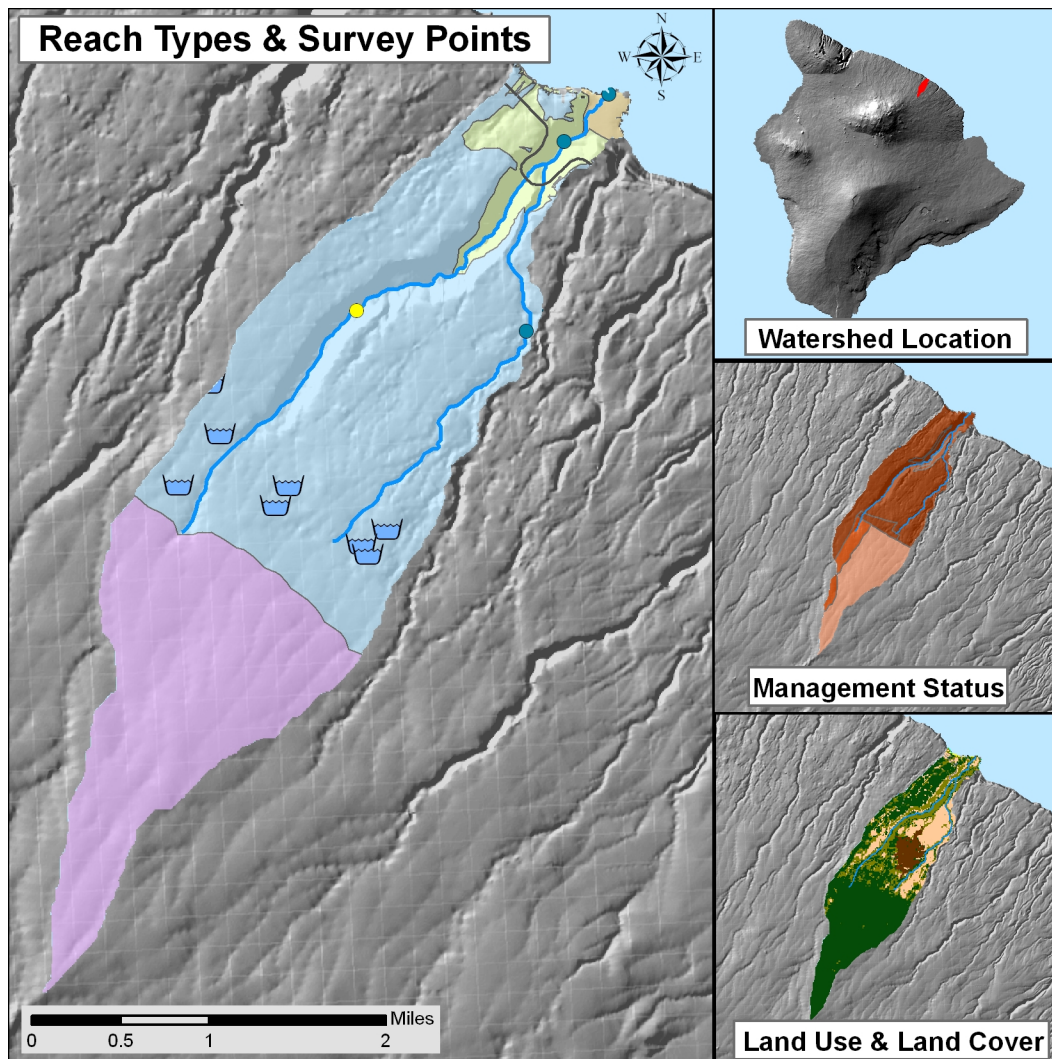 Reach Types & Survey Points
N
W E
S
Watershed Location
Management Status
Miles
0 0.5 1 2
Land Use & Land Cover